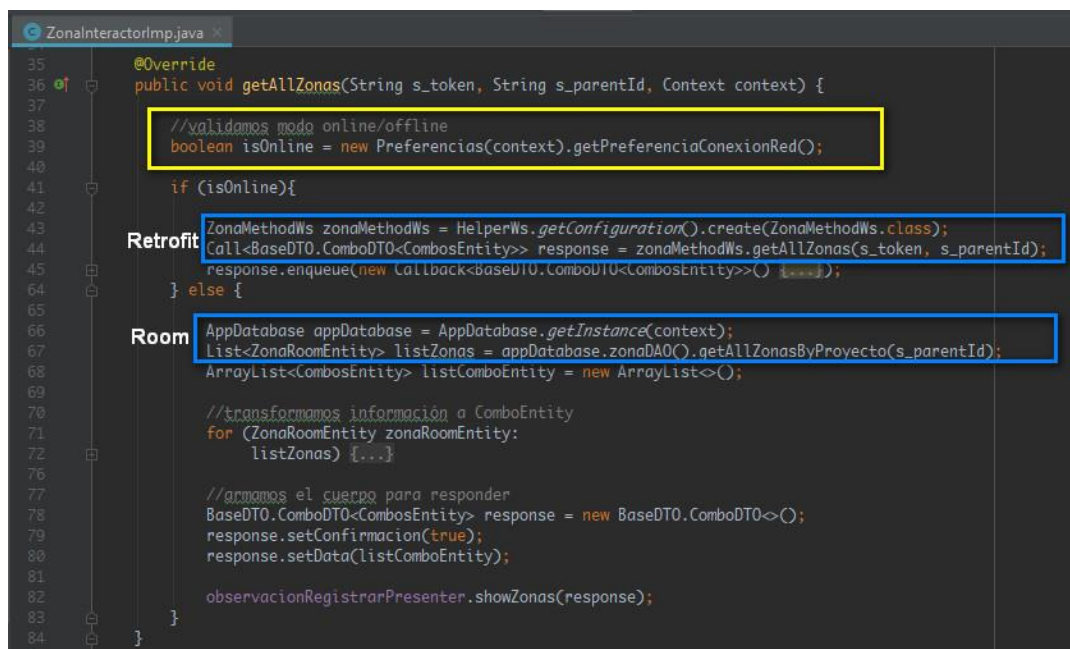 ZonaInteractorImp.java ×
35 @Override
36 public void getAllZonas(String s_token, String s_parentId, Context context) {
37
38 //validamos modo online/offline
39 boolean isOnline = new Preferencias(context).getPreferenciaConexionRed();
40
41 if (isOnline){
42
43 ZonaMethodWs zonaMethodWs = HelperWs.getConfiguration().create(ZonaMethodWs.class);
Retrofit
44 Call<BaseDTO.ComboDTO<CombosEntity>> response = zonaMethodWs.getAllZonas(s_token, s_parentId);
45 response.enqueue(new Callback<BaseDTO.ComboDTO<CombosEntity>>() {...});
64 } else {
65
Room
66 AppDatabase appDatabase = AppDatabase.getInstance(context);
67 List<ZonaRoomEntity> listZonas = appDatabase.zonaDAO().getAllZonasByProyecto(s_parentId);
68 ArrayList<CombosEntity> listComboEntity = new ArrayList<>();
69
70 //transformamos información a ComboEntity
71 for (ZonaRoomEntity zonaRoomEntity:
72 listZonas) {...}
76
77 //armamos el cuerpo para responder
78 BaseDTO.ComboDTO<CombosEntity> response = new BaseDTO.ComboDTO<>();
79 response.setConfirmacion(true);
80 response.setData(listComboEntity);
81
82 observacionRegistrarPresenter.showZonas(response);
83 }
84 }